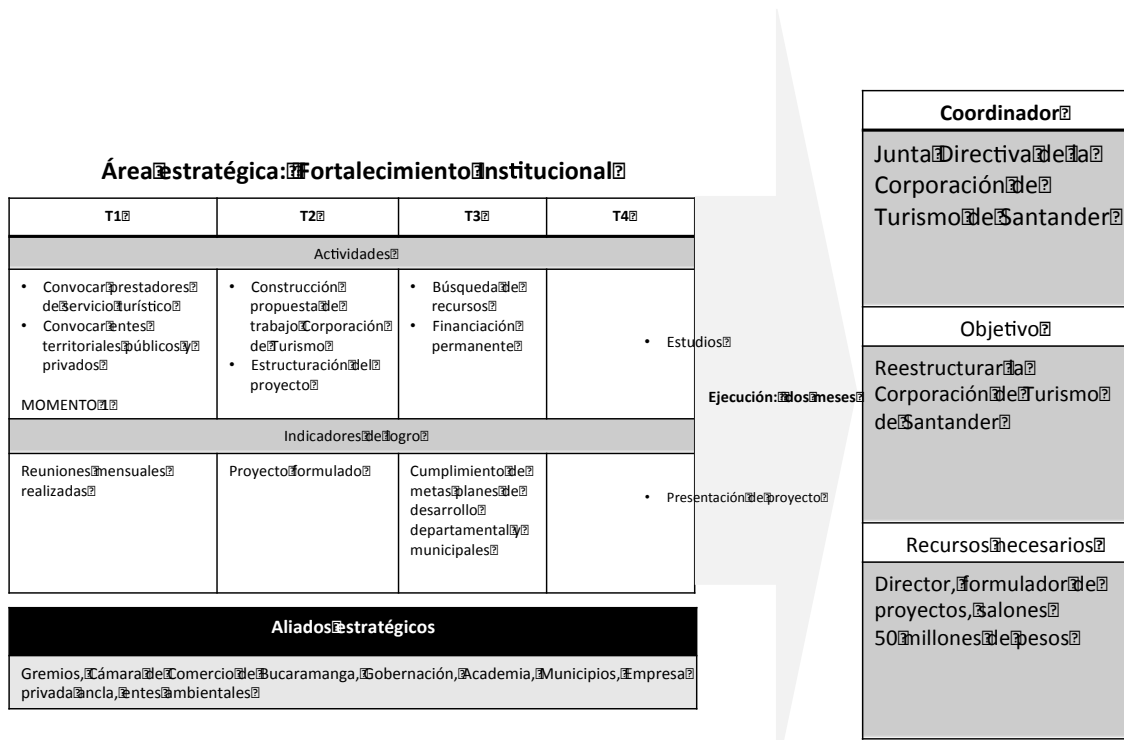 Área estratégica: Fortalecimiento Institucional
T1
T2
T3
T4
Actividades
• Convocar prestadores
de servicio turístico
• Convocar entes
territoriales públicos y
privados
MOMENTO 1
• Construcción
propuesta de
trabajo Corporación
de Turismo
• Estructuración del
proyecto
• Búsqueda de
recursos
• Financiación
permanente
• Estudios
Indicadores de logro
Reuniones mensuales
realizadas
Proyecto formulado
Cumplimiento de
metas planes de
desarrollo
departamental y
municipales
• Presentación de proyecto
Aliados estratégicos
Gremios, Cámara de Comercio de Bucaramanga, Gobernación, Academia, Municipios, Empresa
privada ancla, entes ambientales
Ejecución: dos meses
Coordinador
Junta Directiva de la
Corporación de
Turismo de Santander
Objetivo
Reestructurar la
Corporación de Turismo
de Santander
Recursos necesarios
Director, formulador de
proyectos, salones
50 millones de pesos